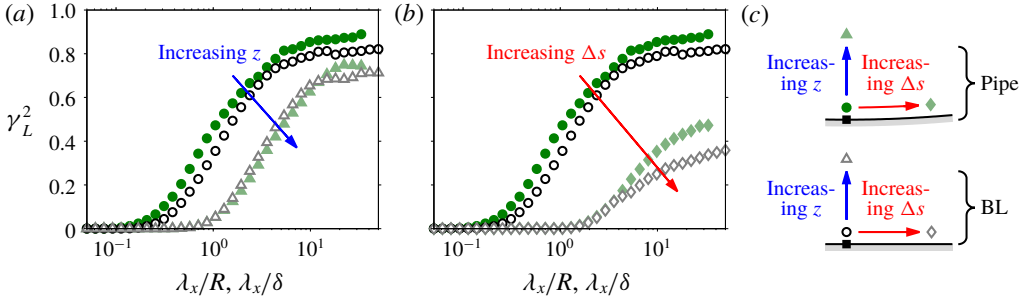 (a)
1.0
0.8
0.6
0.4
0.2
0
γ_L^2
Increasing z
10^{-1}
10^0
10^1
λ_x/R, λ_x/δ
(b)
Increasing Δs
10^{-1}
10^0
10^1
λ_x/R, λ_x/δ
(c)
Increas-
ing z
Increas-
ing Δs
Pipe
Increas-
ing z
Increas-
ing Δs
BL